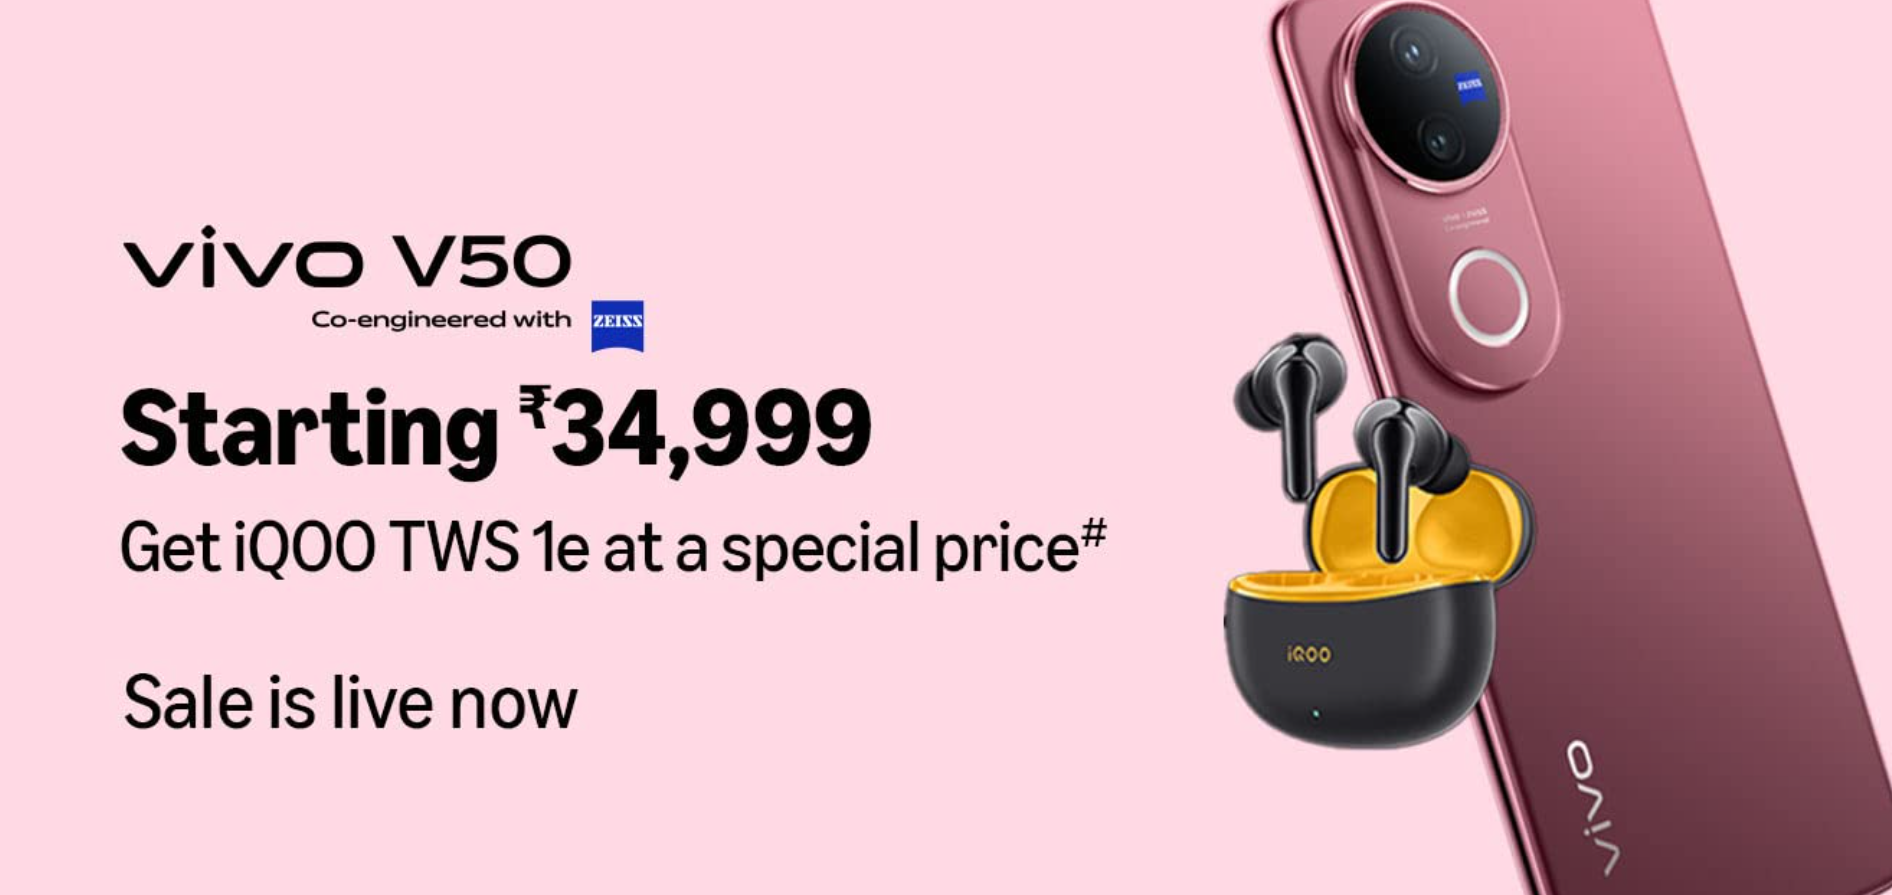 vivo V50
Co-engineered with ZEISS
Starting ₹34,999
Get iQOO TWS 1e at a special price#
Sale is live now
ZEISS
iQOO
vivo